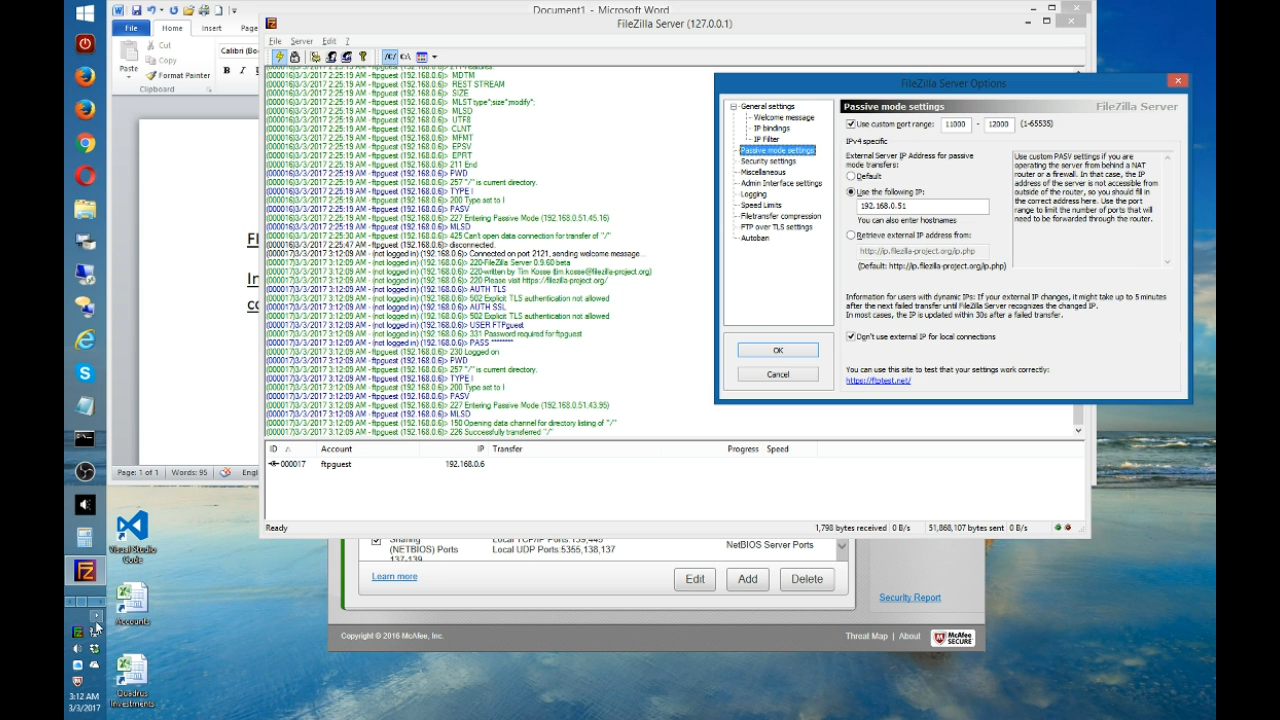 Document1 - Microsoft Word
File
Home
Insert
Page
Paste
Cut
Copy
Format Painter
Clipboard
Calibri (Bo
B I
Page: 1 of 1
Words: 95
FileZilla Server (127.0.0.1)
File Server Edit ?
(000016)3/3/2017 2:25:19 AM - ftpguest (192.168.0.6)> 211-Features:
(000016)3/3/2017 2:25:19 AM - ftpguest (192.168.0.6)> MDTM
(000016)3/3/2017 2:25:19 AM - ftpguest (192.168.0.6)> REST STREAM
(000016)3/3/2017 2:25:19 AM - ftpguest (192.168.0.6)> SIZE
(000016)3/3/2017 2:25:19 AM - ftpguest (192.168.0.6)> MLST type*;size*;modify*;
(000016)3/3/2017 2:25:19 AM - ftpguest (192.168.0.6)> MLSD
(000016)3/3/2017 2:25:19 AM - ftpguest (192.168.0.6)> UTF8
(000016)3/3/2017 2:25:19 AM - ftpguest (192.168.0.6)> CLNT
(000016)3/3/2017 2:25:19 AM - ftpguest (192.168.0.6)> MFMT
(000016)3/3/2017 2:25:19 AM - ftpguest (192.168.0.6)> EPSV
(000016)3/3/2017 2:25:19 AM - ftpguest (192.168.0.6)> EPRT
(000016)3/3/2017 2:25:19 AM - ftpguest (192.168.0.6)> 211 End
(000016)3/3/2017 2:25:19 AM - ftpguest (192.168.0.6)> PWD
(000016)3/3/2017 2:25:19 AM - ftpguest (192.168.0.6)> 257 "/" is current directory.
(000016)3/3/2017 2:25:19 AM - ftpguest (192.168.0.6)> TYPE I
(000016)3/3/2017 2:25:19 AM - ftpguest (192.168.0.6)> 200 Type set to I
(000016)3/3/2017 2:25:19 AM - ftpguest (192.168.0.6)> PASV
(000016)3/3/2017 2:25:19 AM - ftpguest (192.168.0.6)> 227 Entering Passive Mode (192,168,0,51,45,16)
(000016)3/3/2017 2:25:19 AM - ftpguest (192.168.0.6)> MLSD
(000016)3/3/2017 2:25:30 AM - ftpguest (192.168.0.6)> 425 Can't open data connection for transfer of "/"
(000016)3/3/2017 2:25:47 AM - ftpguest (192.168.0.6)> disconnected.
(000017)3/3/2017 3:12:09 AM - (not logged in) (192.168.0.6)> Connected on port 2121, sending welcome message...
(000017)3/3/2017 3:12:09 AM - (not logged in) (192.168.0.6)> 220-FileZilla Server 0.9.60 beta
(000017)3/3/2017 3:12:09 AM - (not logged in) (192.168.0.6)> 220-written by Tim Kosse (tim.kosse@filezilla-project.org)
(000017)3/3/2017 3:12:09 AM - (not logged in) (192.168.0.6)> 220 Please visit https://filezilla-project.org/
(000017)3/3/2017 3:12:09 AM - (not logged in) (192.168.0.6)> AUTH TLS
(000017)3/3/2017 3:12:09 AM - (not logged in) (192.168.0.6)> 502 Explicit TLS authentication not allowed
(000017)3/3/2017 3:12:09 AM - (not logged in) (192.168.0.6)> AUTH SSL
(000017)3/3/2017 3:12:09 AM - (not logged in) (192.168.0.6)> 502 Explicit TLS authentication not allowed
(000017)3/3/2017 3:12:09 AM - (not logged in) (192.168.0.6)> USER FTPguest
(000017)3/3/2017 3:12:09 AM - (not logged in) (192.168.0.6)> 331 Password required for ftpguest
(000017)3/3/2017 3:12:09 AM - (not logged in) (192.168.0.6)> PASS ********
(000017)3/3/2017 3:12:09 AM - ftpguest (192.168.0.6)> 230 Logged on
(000017)3/3/2017 3:12:09 AM - ftpguest (192.168.0.6)> PWD
(000017)3/3/2017 3:12:09 AM - ftpguest (192.168.0.6)> 257 "/" is current directory.
(000017)3/3/2017 3:12:09 AM - ftpguest (192.168.0.6)> TYPE I
(000017)3/3/2017 3:12:09 AM - ftpguest (192.168.0.6)> 200 Type set to I
(000017)3/3/2017 3:12:09 AM - ftpguest (192.168.0.6)> PASV
(000017)3/3/2017 3:12:09 AM - ftpguest (192.168.0.6)> 227 Entering Passive Mode (192,168,0,51,43,95)
(000017)3/3/2017 3:12:09 AM - ftpguest (192.168.0.6)> MLSD
(000017)3/3/2017 3:12:09 AM - ftpguest (192.168.0.6)> 150 Opening data channel for directory listing of "/"
(000017)3/3/2017 3:12:09 AM - ftpguest (192.168.0.6)> 226 Successfully transferred "/"
ID Account IP Transfer Progress Speed
000017 ftpguest 192.168.0.6
Ready
1,798 bytes received 0 B/s 51,868,107 bytes sent 0 B/s
FileZilla Server Options
General settings
Welcome message
IP bindings
IP Filter
Passive mode settings
Security settings
Miscellaneous
Admin Interface settings
Logging
Speed Limits
Filetransfer compression
FTP over TLS settings
Autoban
OK
Cancel
Passive mode settings
FileZilla Server
Use custom port range: 11000 - 12000 (1-65535)
IPv4 specific
External Server IP Address for passive
mode transfers:
Default
Use the following IP:
192.168.0.51
You can also enter hostnames
Retrieve external IP address from:
http://ip.filezilla-project.org/ip.php
(Default: http://ip.filezilla-project.org/ip.php)
Use custom PASV settings if you are
operating the server from behind a NAT
router or a firewall. In that case, the IP
address of the server is not accessible from
outside of the router, so you should fill in
the correct address here. Use the port
range to limit the number of ports that will
need to be forwarded through the router.
Information for users with dynamic IPs: If your external IP changes, it might take up to 5 minutes
after the next failed transfer until FileZilla Server recognizes the changed IP.
In most cases, the IP is updated within 30s after a failed transfer.
Don't use external IP for local connections
You can use this site to test that your settings work correctly:
https://ftptest.net/
Sharing
(NETBIOS) Ports
137-139
Local TCP/IP Ports:139,445
Local UDP Ports:5355,138,137
NetBIOS Server Ports
Learn more
Edit
Add
Delete
Security Report
Copyright © 2016 McAfee, Inc.
Threat Map | About
McAfee
SECURE
Visual Studio
Code
Accounts
Quadrus
Investments
3:12 AM
3/3/2017